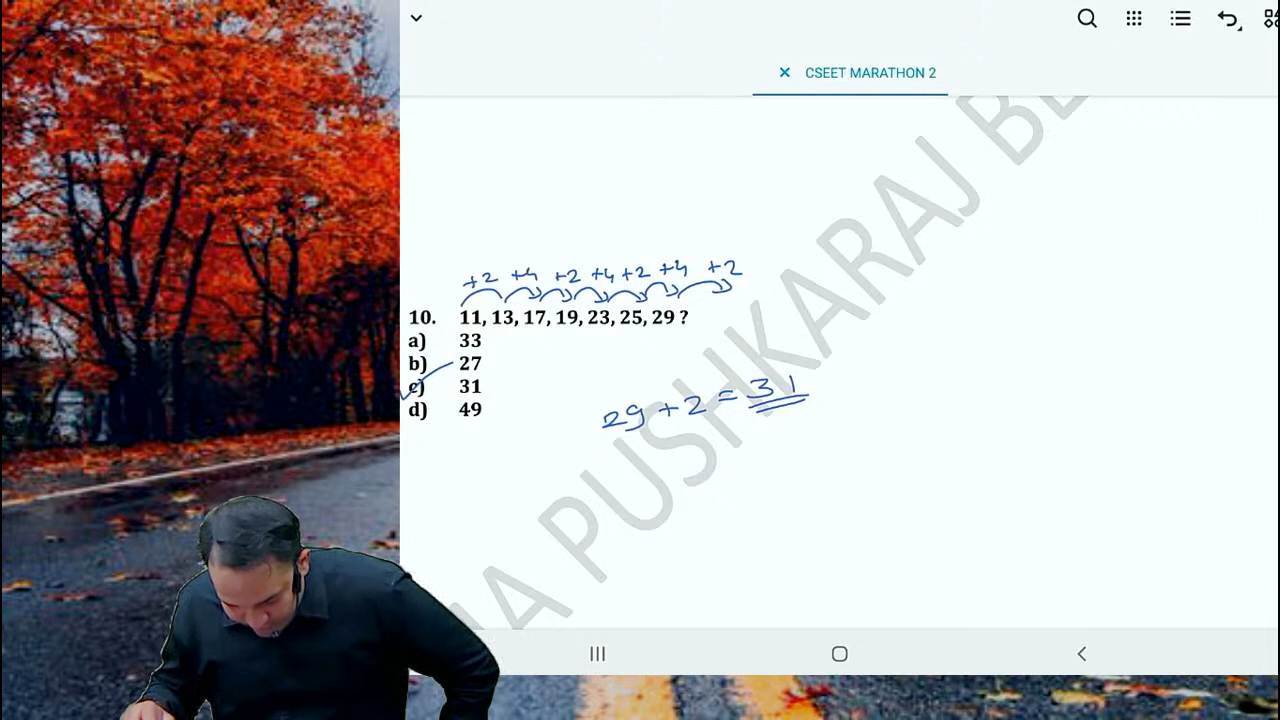 CSEET MARATHON 2
+2 +4 +2 +4 +2 +4 +2
10. 11, 13, 17, 19, 23, 25, 29 ?
a) 33
b) 27
c) 31
d) 49
29 + 2 = 31
PUSHKARAJ